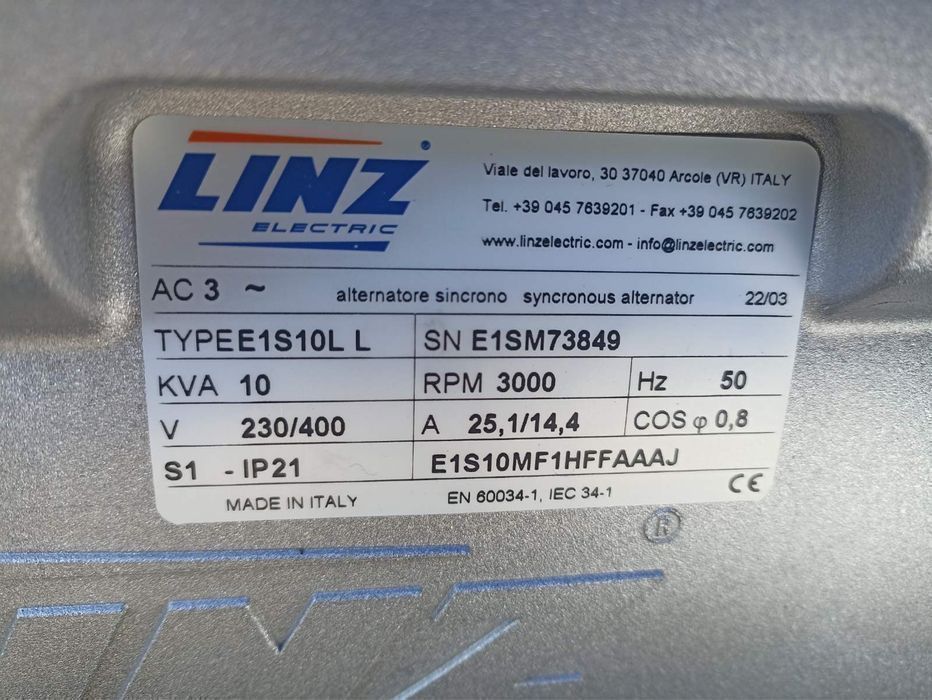 LINZ
ELECTRIC
Viale del lavoro, 30 37040 Arcole (VR) ITALY
Tel. +39 045 7639201 - Fax +39 045 7639202
www.linzelectric.com - info@linzelectric.com
AC 3 ~ alternatore sincrono syncronous alternator 22/03
TYPE E1S10L L SN E1SM73849
KVA 10 RPM 3000 Hz 50
V 230/400 A 25,1/14,4 COS φ 0,8
S1 - IP21 E1S10MF1HFFAAAJ
MADE IN ITALY EN 60034-1, IEC 34-1 CE
®